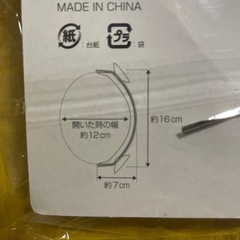 MADE IN CHINA
紙 : 台紙
プラ : 袋
開いた時の幅
約12cm
約16cm
約7cm